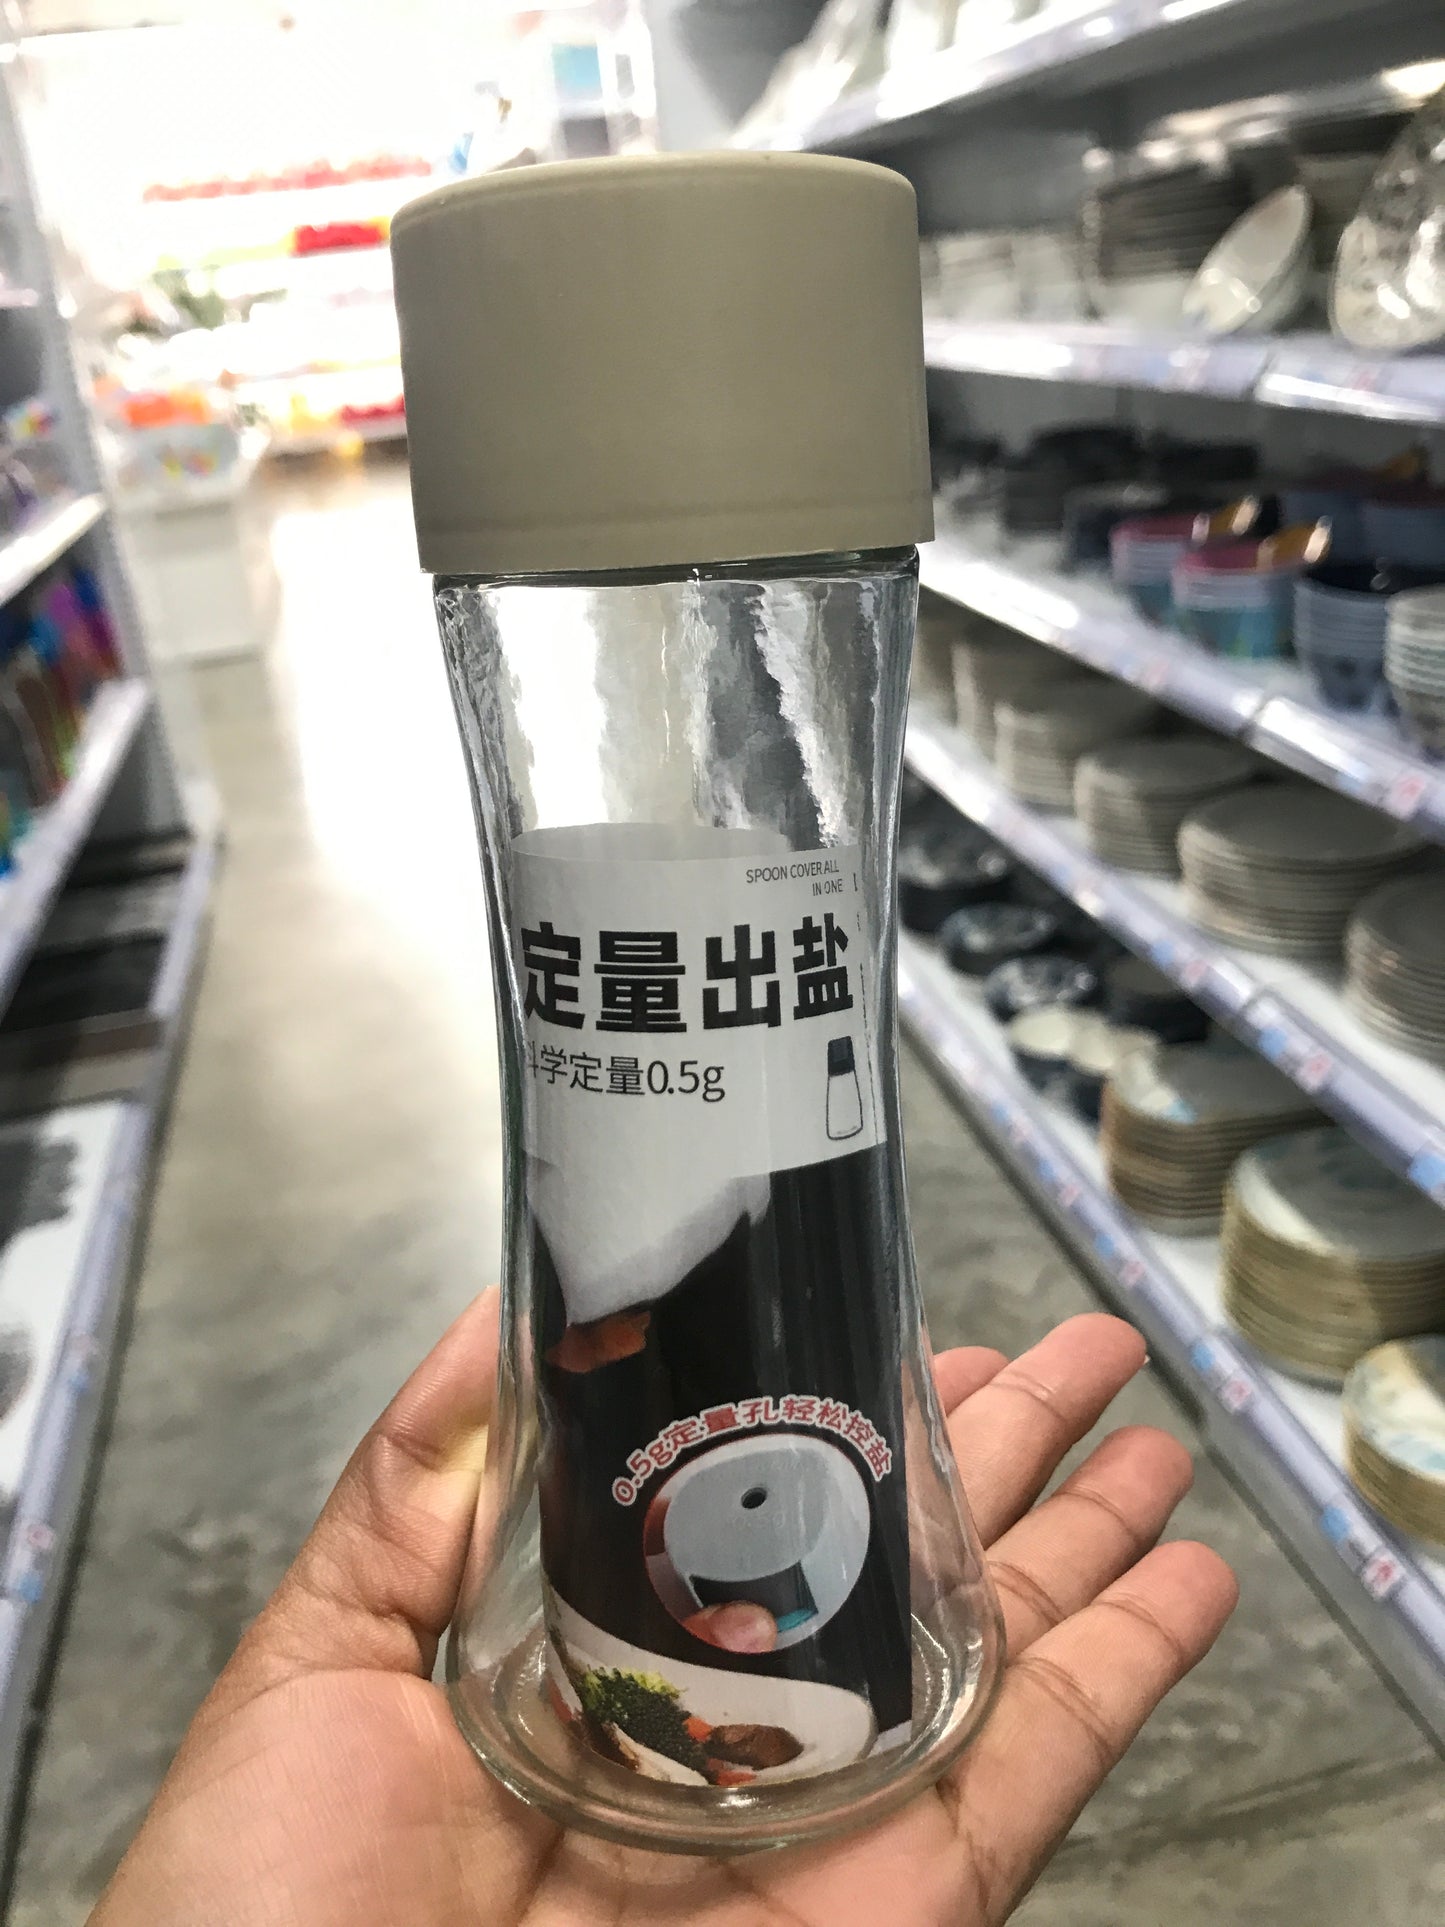 SPOON COVER ALL
IN ONE
定量出盐
科学定量0.5g
0.5g定量孔轻松控盐